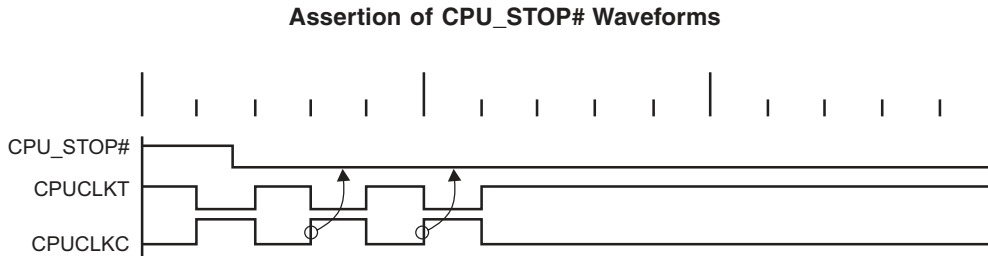 Assertion of CPU_STOP# Waveforms
CPU_STOP#
CPUCLKT
CPUCLKC